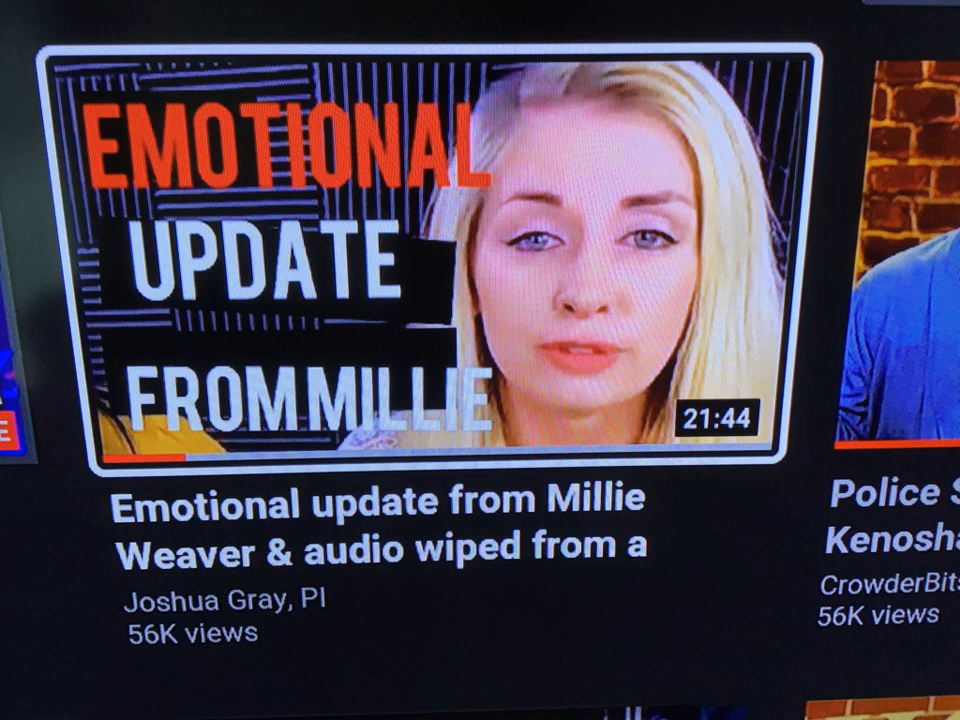 EMOTIONAL
UPDATE
FROM MILLIE
21:44
E
Emotional update from Millie
Weaver & audio wiped from a
Joshua Gray, PI
56K views
Police S
Kenosha
CrowderBits
56K views